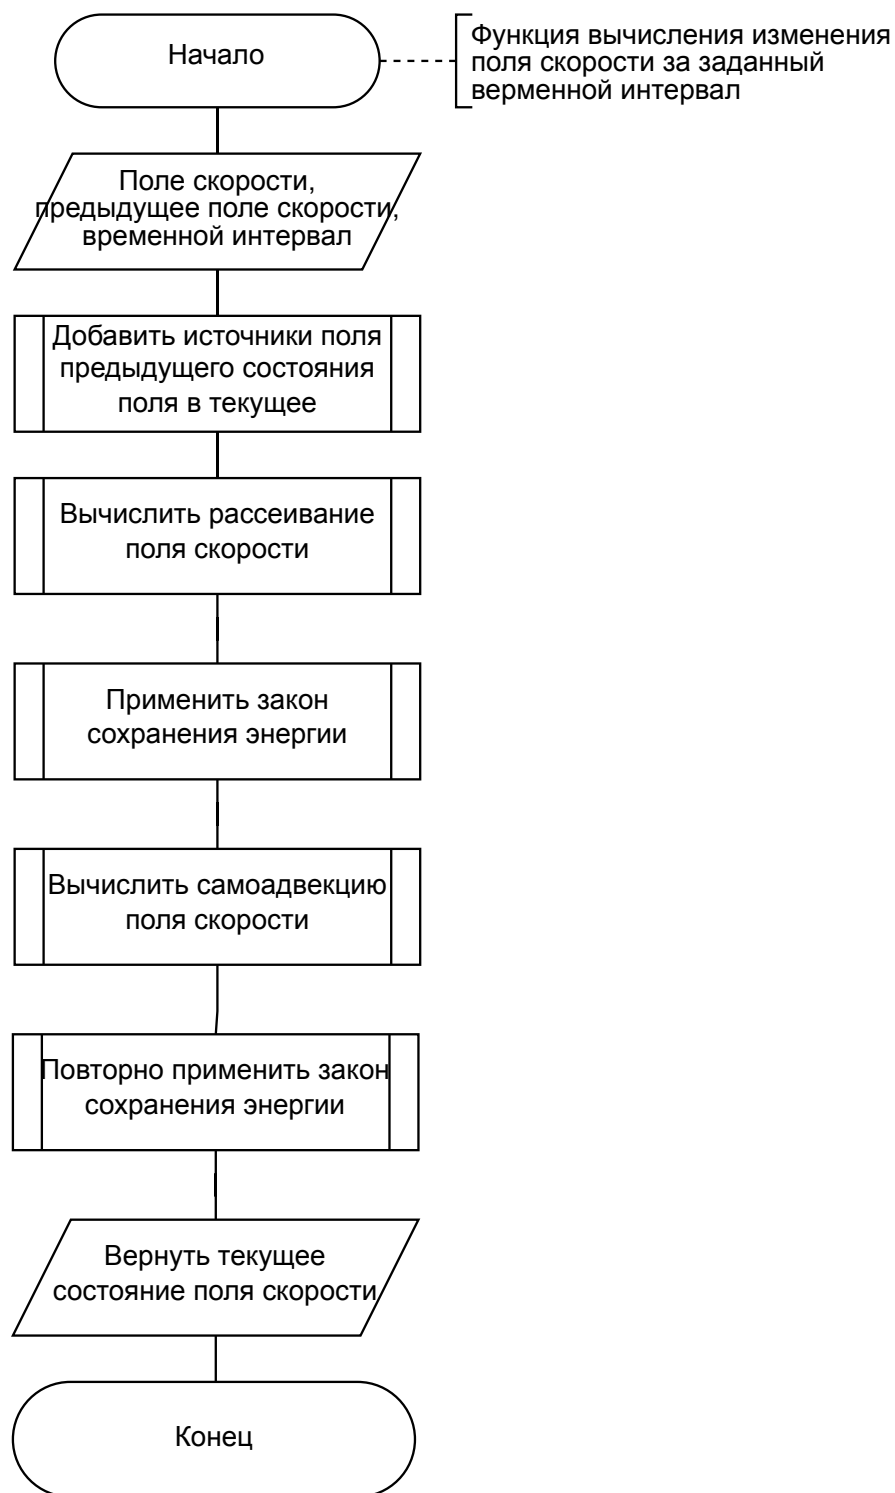 Начало
Функция вычисления изменения
поля скорости за заданный
верменной интервал
Поле скорости,
предыдущее поле скорости,
временной интервал
Добавить источники поля
предыдущего состояния
поля в текущее
Вычислить рассеивание
поля скорости
Применить закон
сохранения энергии
Вычислить самоадвекцию
поля скорости
Повторно применить закон
сохранения энергии
Вернуть текущее
состояние поля скорости
Конец